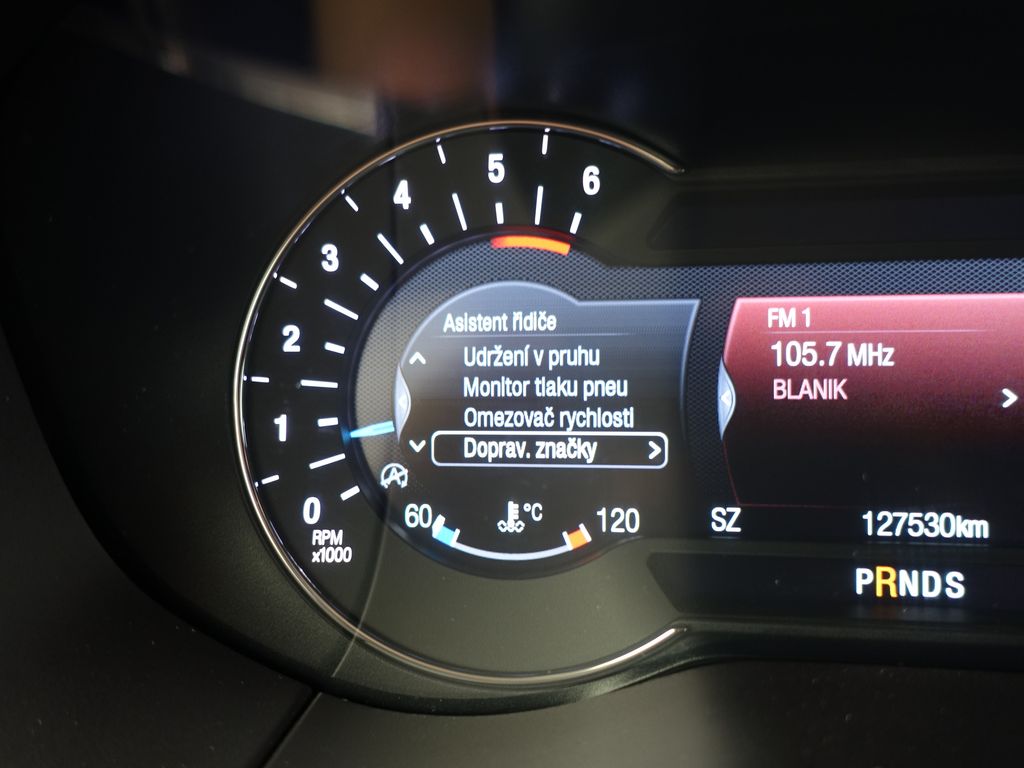 6
5
4
3
2
1
0
RPM
x1000
Asistent řidiče
Udržení v pruhu
Monitor tlaku pneu
Omezovač rychlosti
Doprav. značky
60 °C 120
FM 1
105.7 MHz
BLANIK
SZ 127530km
PRNDS